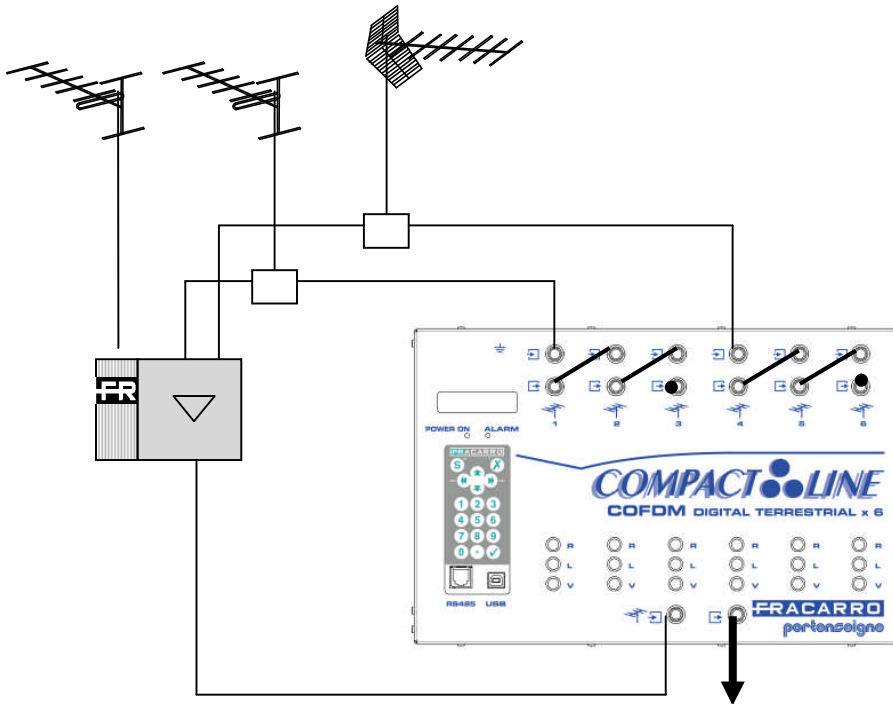 FR
1 2 3 4 5 6
POWER ON ALARM
FRACARRO
S X
1 2 3
4 5 6
7 8 9
0 · ✓
RS485 USB
COMPACT LINE
COFDM DIGITAL TERRESTRIAL x 6
R R R R R R
L L L L L L
V V V V V V
FRACARRO
portenseigne